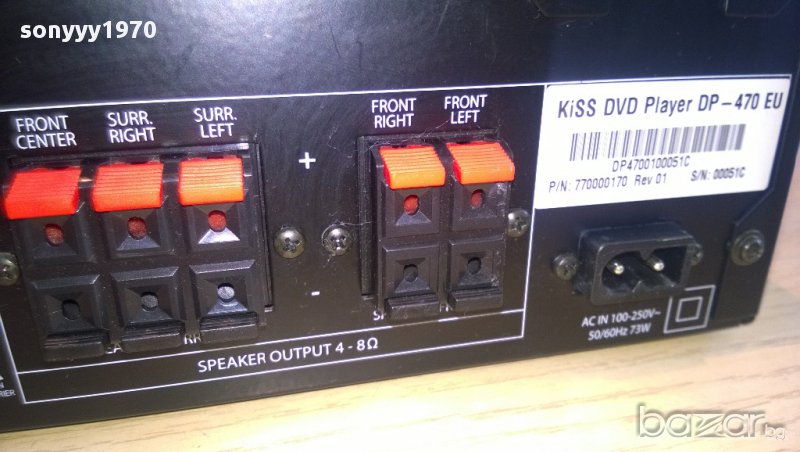 sonyyy1970
FRONT CENTER
SURR. RIGHT
SURR. LEFT
FRONT RIGHT
FRONT LEFT
KiSS DVD Player DP-470 EU
DP4700100051C
P/N: 770000170 Rev 01 S/N: 00051C
+
-
AC IN 100-250V~
50/60Hz 73W
SPEAKER OUTPUT 4 - 8Ω
bazar.bg